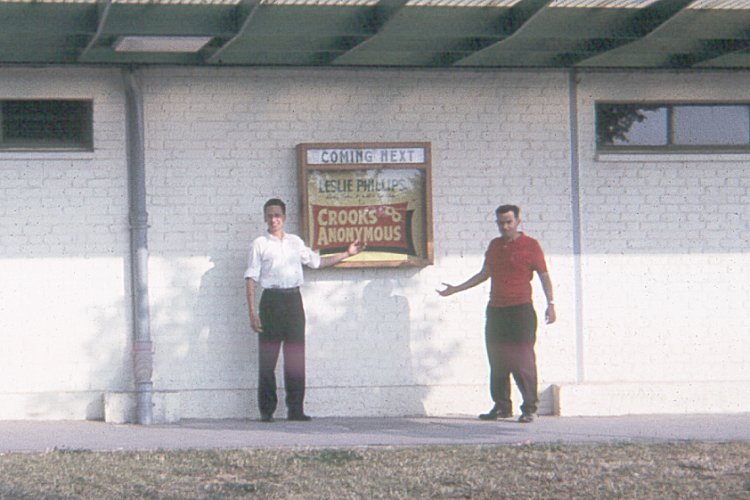 COMING NEXT
LESLIE PHILLIPS
CROOKS
ANONYMOUS